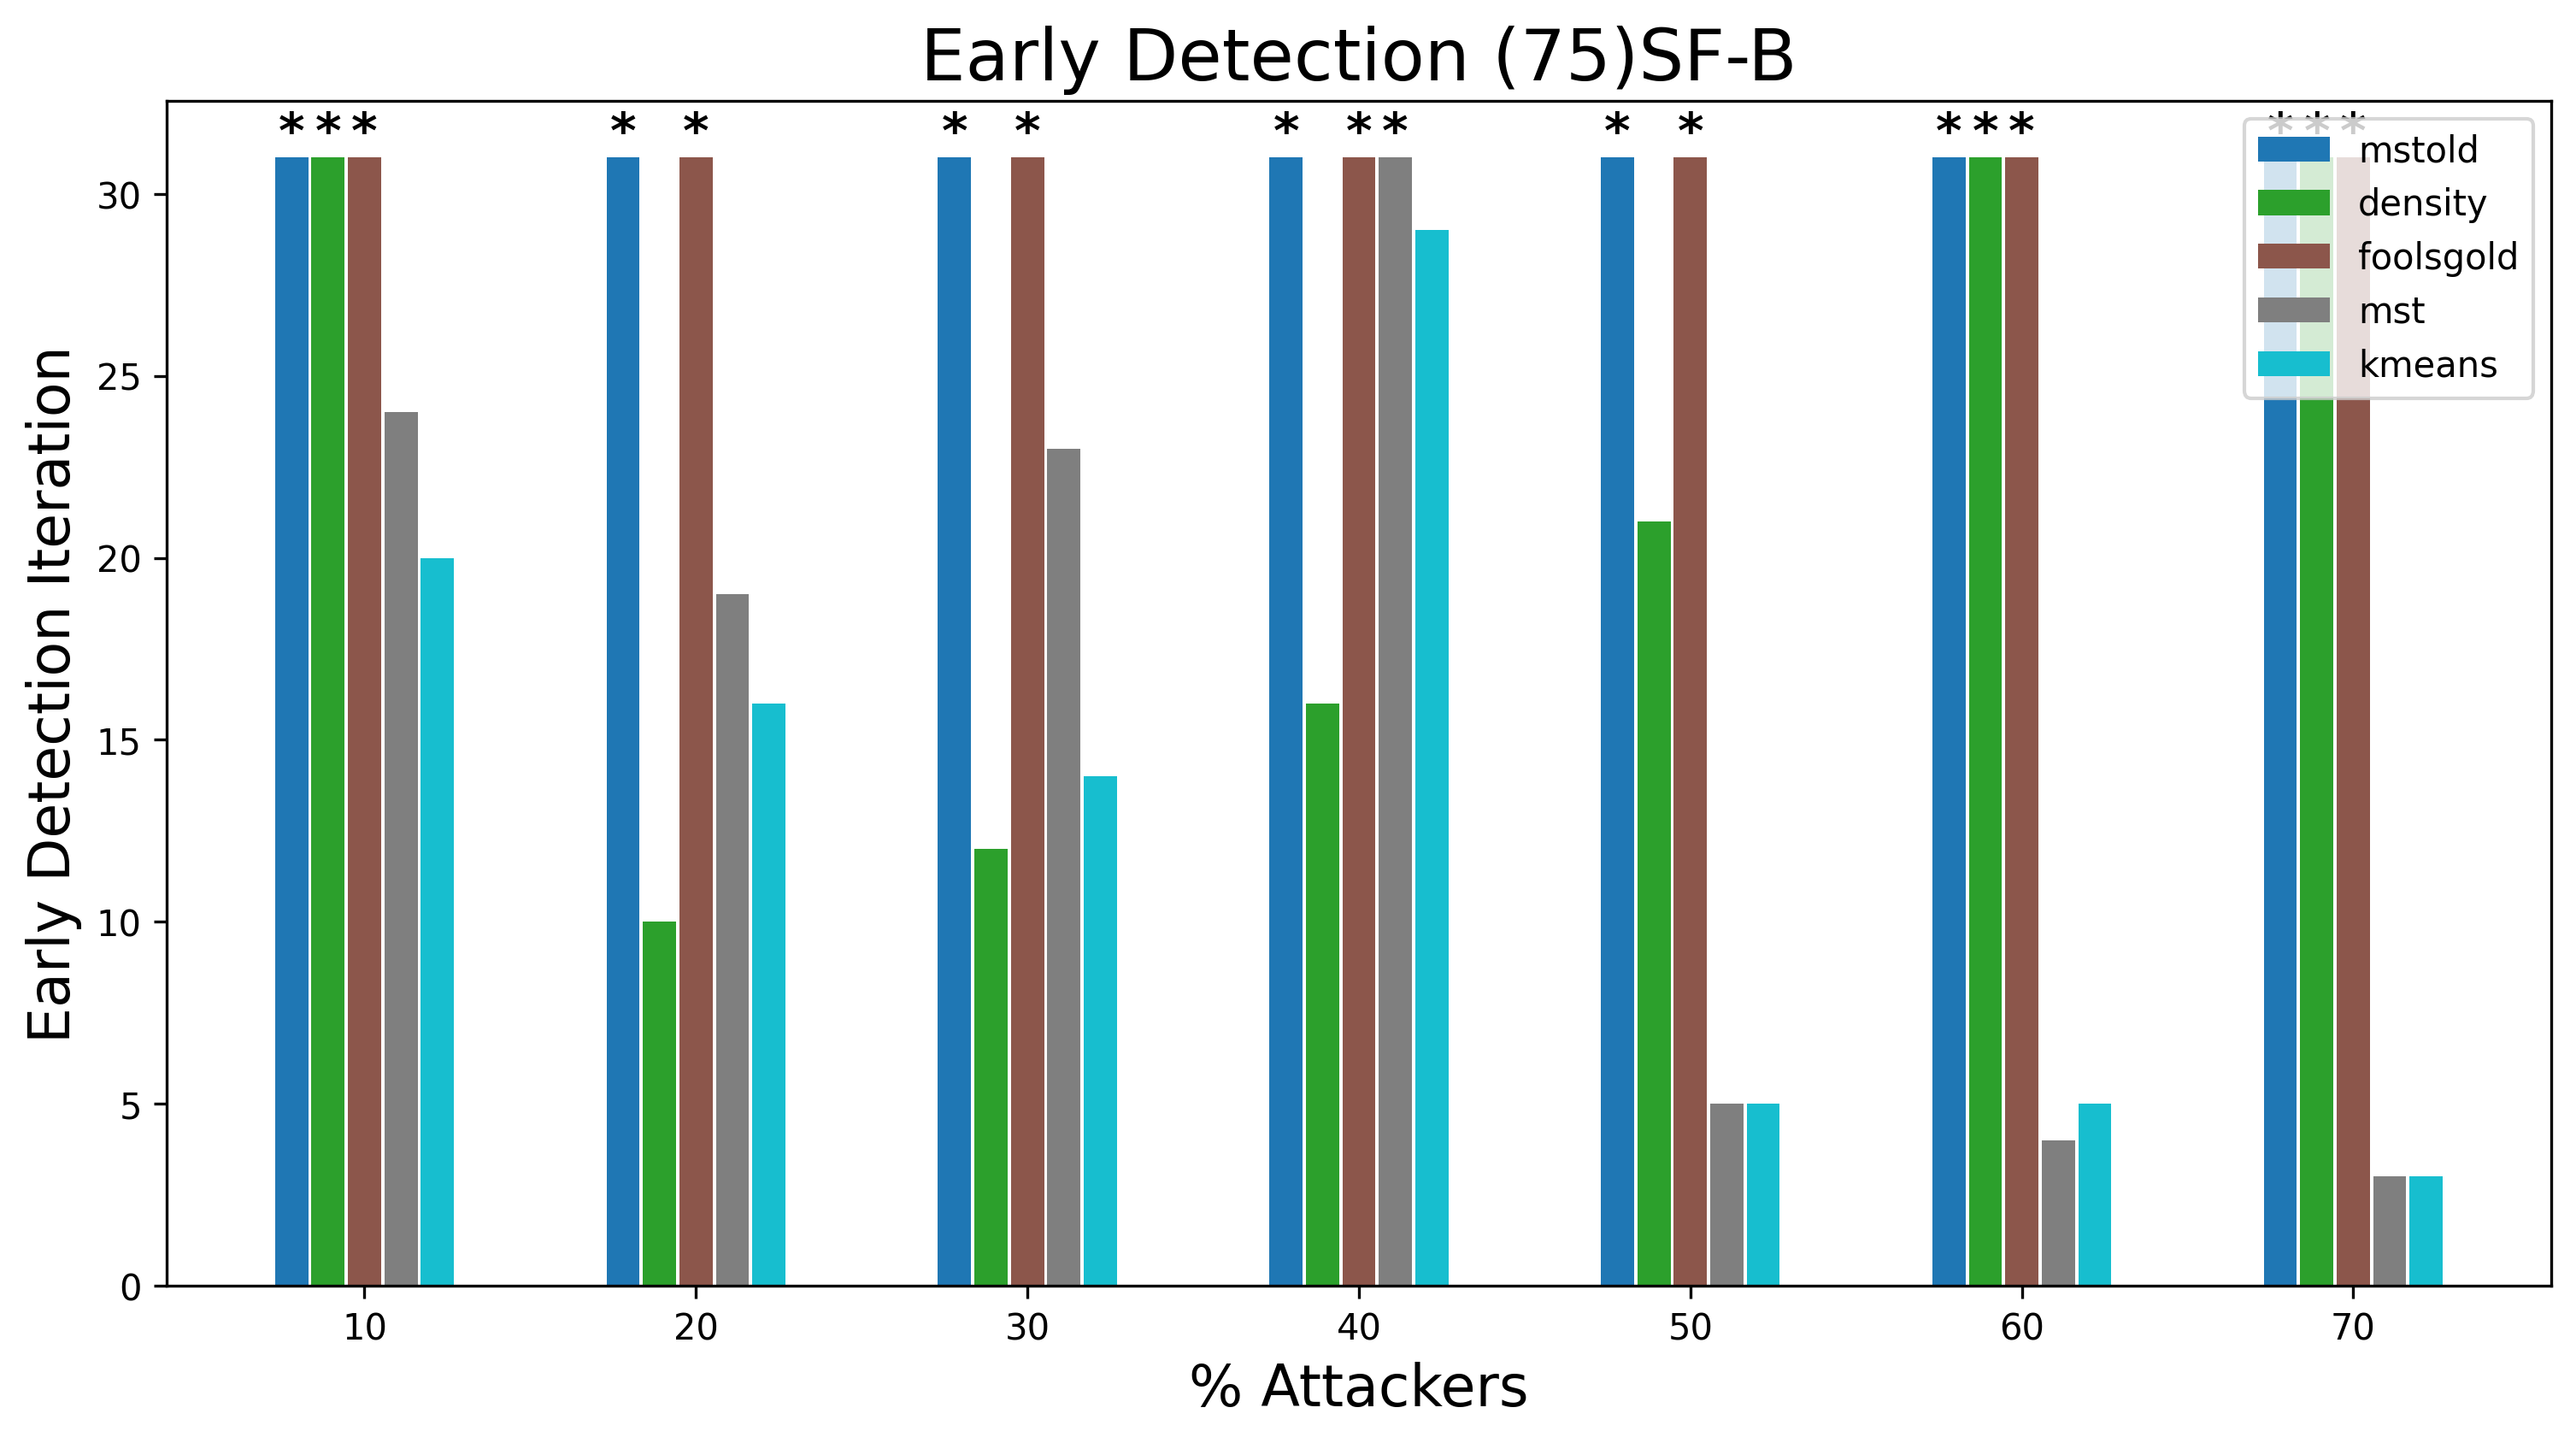 Early Detection (75)SF-B
* * * * * * * * * * * * * * * * * * *
mstold
density
foolsgold
mst
kmeans
Early Detection Iteration
30
25
20
15
10
5
0
10 20 30 40 50 60 70
% Attackers